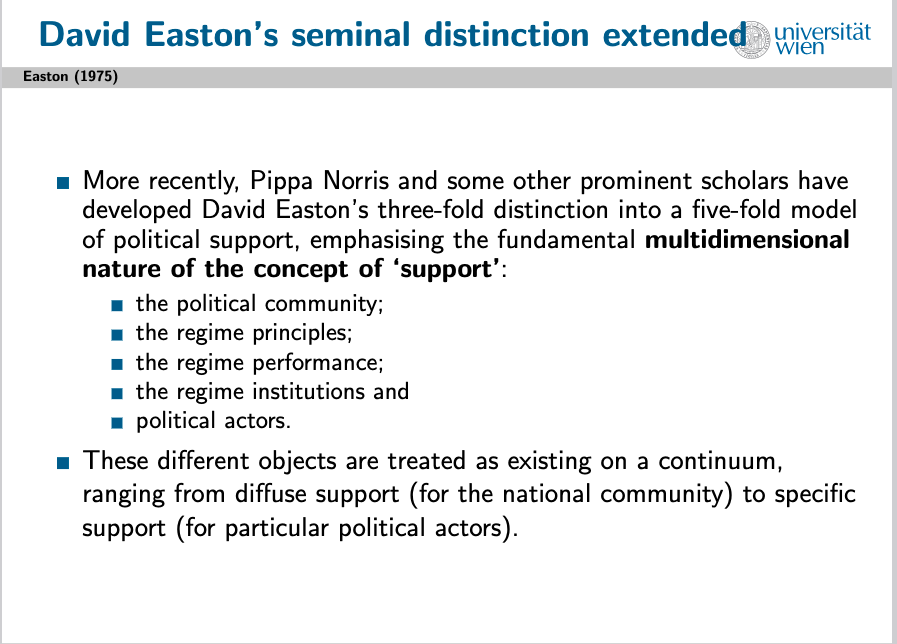 David Easton's seminal distinction extended
universität
wien
Easton (1975)
More recently, Pippa Norris and some other prominent scholars have
developed David Easton's three-fold distinction into a five-fold model
of political support, emphasising the fundamental multidimensional
nature of the concept of ‘support’:
the political community;
the regime principles;
the regime performance;
the regime institutions and
political actors.
These different objects are treated as existing on a continuum,
ranging from diffuse support (for the national community) to specific
support (for particular political actors).